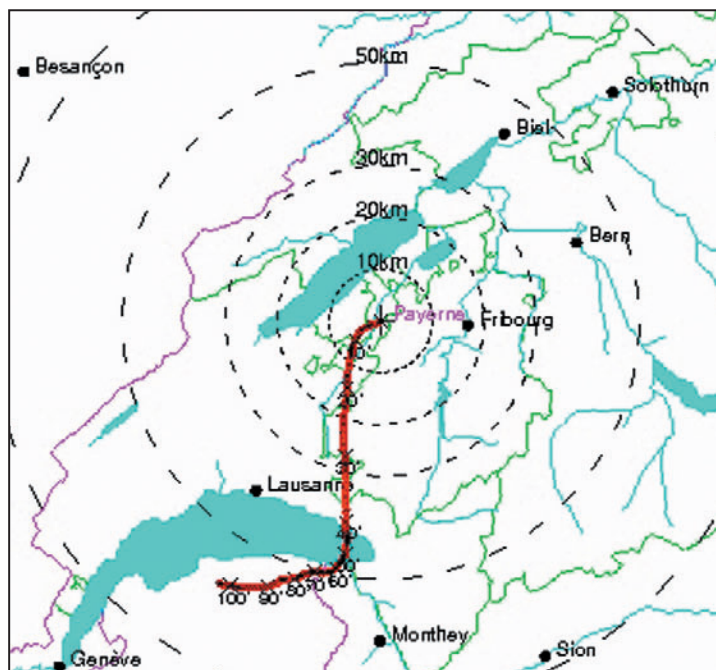 50km
Besançon
Solothurn
Biel
30km
20km
Bern
10km
Payerne
Fribourg
10'
20'
30'
Lausanne
40'
50'
60'
70'
80'
90'
100'
Monthey
Sion
Genève